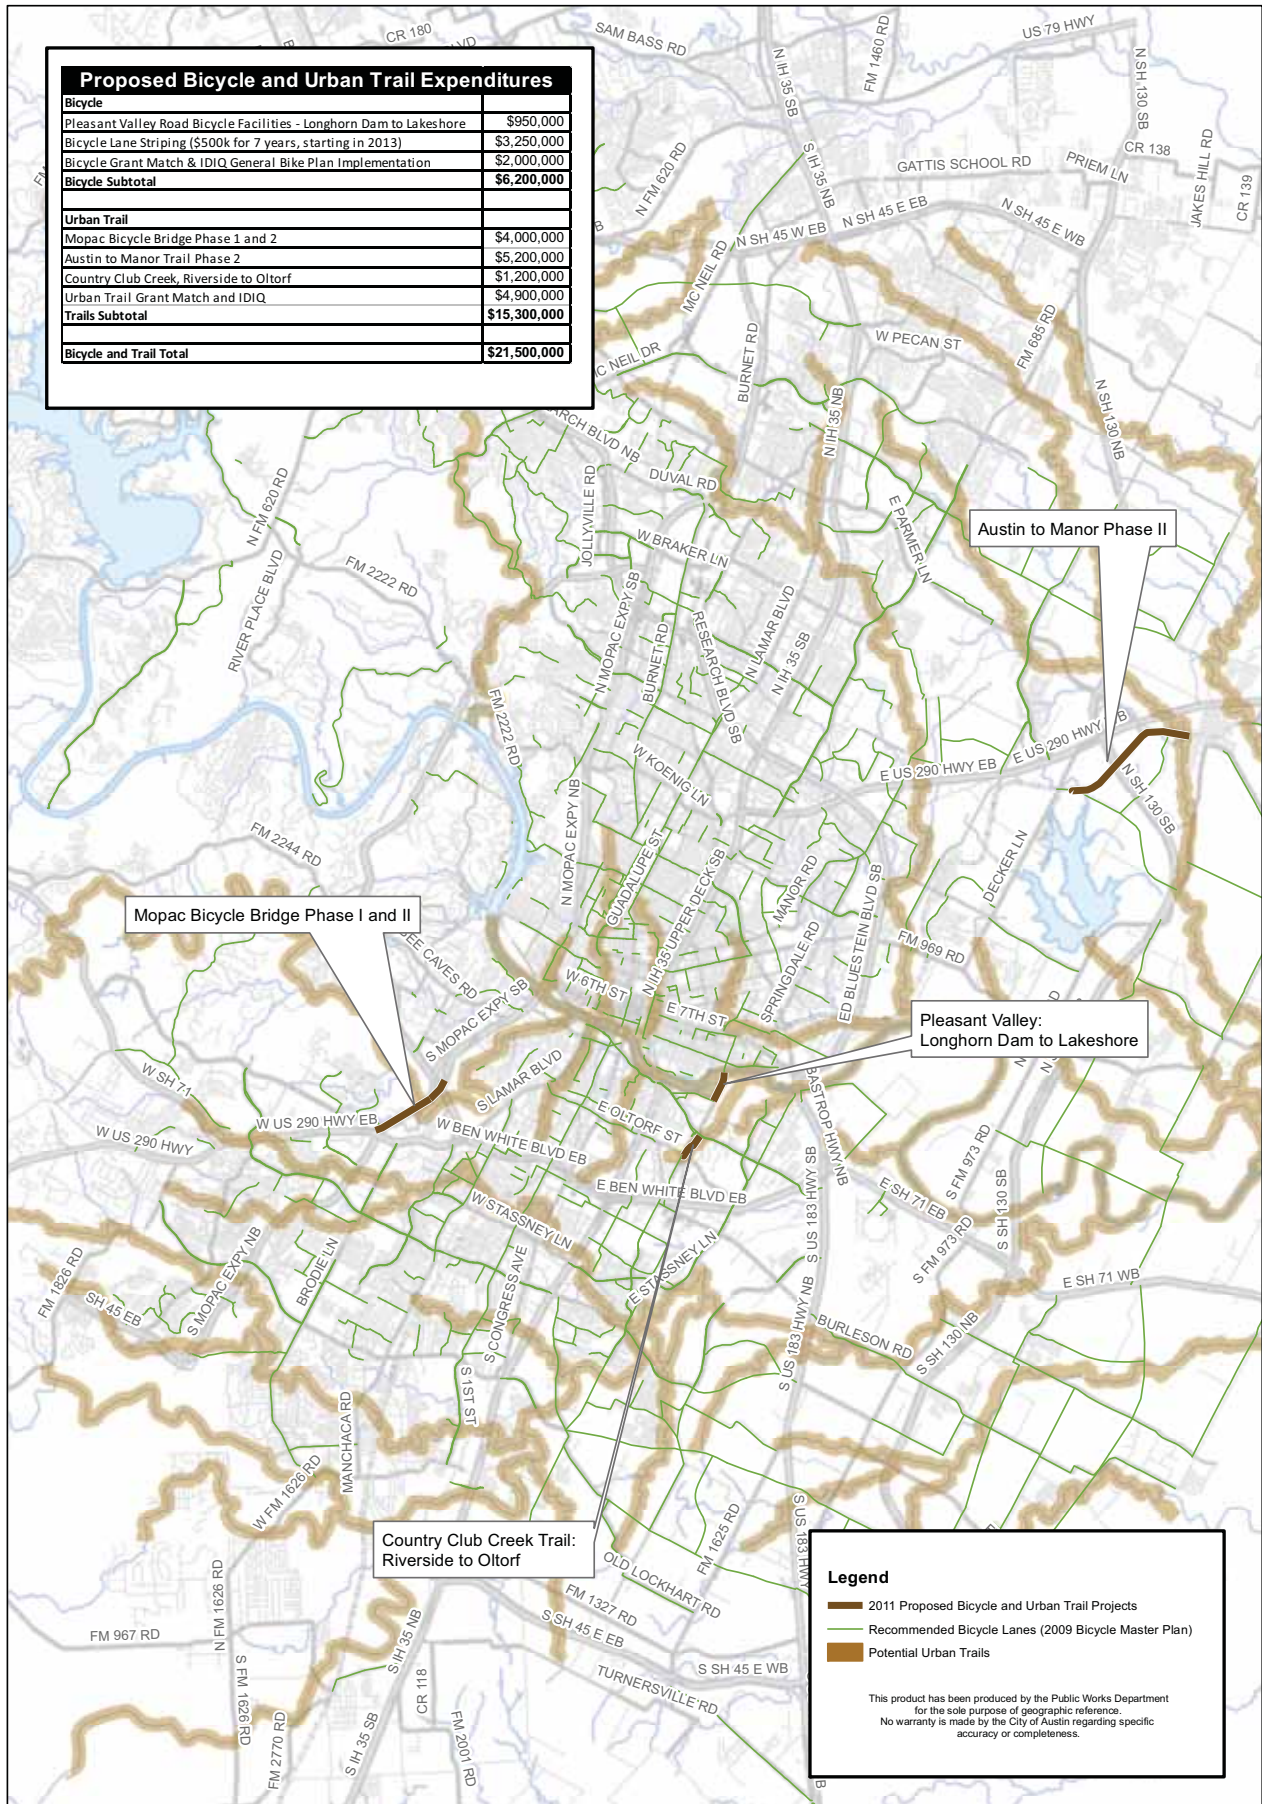 Proposed Bicycle and Urban Trail Expenditures
Bicycle
Pleasant Valley Road Bicycle Facilities - Longhorn Dam to Lakeshore $950,000
Bicycle Lane Striping ($500k for 7 years, starting in 2013) $3,250,000
Bicycle Grant Match & IDIQ General Bike Plan Implementation $2,000,000
Bicycle Subtotal $6,200,000
Urban Trail
Mopac Bicycle Bridge Phase 1 and 2 $4,000,000
Austin to Manor Trail Phase 2 $5,200,000
Country Club Creek, Riverside to Oltorf $1,200,000
Urban Trail Grant Match and IDIQ $4,900,000
Trails Subtotal $15,300,000
Bicycle and Trail Total $21,500,000
CR 180
SAM BASS RD
US 79 HWY
FM 1460 RD
N IH 35 SB
N SH 130 SB
S IH 35 NB
CR 138
GATTIS SCHOOL RD
PRIEM LN
JAKES HILL RD
CR 139
N FM 620 RD
N SH 45 W EB
N SH 45 E EB
N SH 45 E WB
MC NEIL RD
BURNET RD
W PECAN ST
FM 685 RD
N SH 130 NB
N IH 35 NB
DUVAL RD
N FM 620 RD
JOLLYVILLE RD
W BRAKER LN
E PARMER LN
Austin to Manor Phase II
RIVER PLACE BLVD
FM 2222 RD
N MOPAC EXPY SB
BURNET RD
RESEARCH BLVD SB
N LAMAR BLVD
N IH 35 SB
FM 2222 RD
W KOENIG LN
E US 290 HWY EB
N SH 130 SB
FM 2244 RD
N MOPAC EXPY NB
GUADALUPE ST
N IH 35 UPPER DECK SB
MANOR RD
SPRINGDALE RD
ED BLUESTEIN BLVD SB
DECKER LN
FM 969 RD
Mopac Bicycle Bridge Phase I and II
S MOPAC EXPY SB
W 6TH ST
E 7TH ST
Pleasant Valley:
Longhorn Dam to Lakeshore
W SH 71
W US 290 HWY
W US 290 HWY EB
S LAMAR BLVD
W BEN WHITE BLVD EB
E OLTORF ST
E BEN WHITE BLVD EB
BASTROP HWY NB
S US 183 HWY SB
E SH 71 EB
S FM 973 RD
S SH 130 SB
S FM 973 RD
E SH 71 WB
FM 1826 RD
SH 45 EB
S MOPAC EXPY NB
BRODIE LN
W STASSNEY LN
E STASSNEY LN
S CONGRESS AVE
S US 183 HWY NB
BURLESON RD
S SH 130 NB
S 1ST ST
MANCHACA RD
W FM 1626 RD
Country Club Creek Trail:
Riverside to Oltorf
OLD LOCKHART RD
FM 1625 RD
N FM 1626 RD
FM 967 RD
S FM 1626 RD
FM 2770 RD
S IH 35 NB
S IH 35 SB
CR 118
FM 2001 RD
FM 1327 RD
S SH 45 E EB
S SH 45 E WB
TURNERSVILLE RD
Legend
2011 Proposed Bicycle and Urban Trail Projects
Recommended Bicycle Lanes (2009 Bicycle Master Plan)
Potential Urban Trails
This product has been produced by the Public Works Department
for the sole purpose of geographic reference.
No warranty is made by the City of Austin regarding specific
accuracy or completeness.